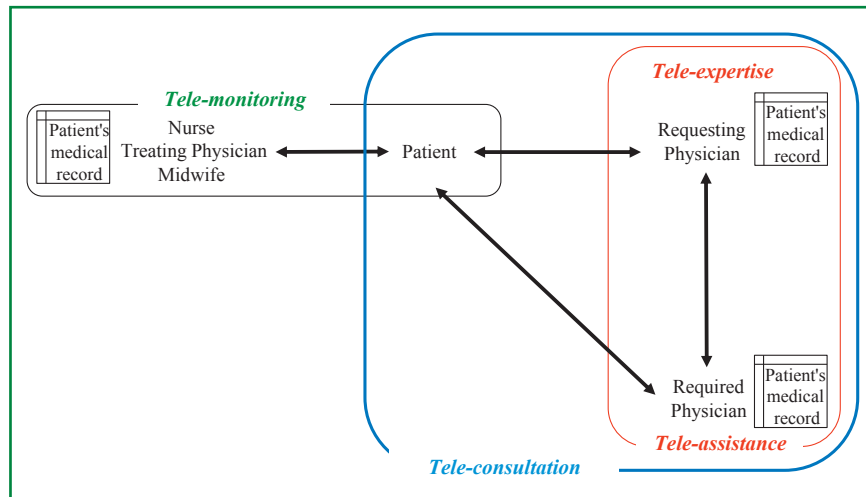 Tele-expertise
Tele-monitoring
Patient's
medical
record
Nurse
Treating Physician
Midwife
Patient
Requesting
Physician
Patient's
medical
record
Required
Physician
Patient's
medical
record
Tele-assistance
Tele-consultation